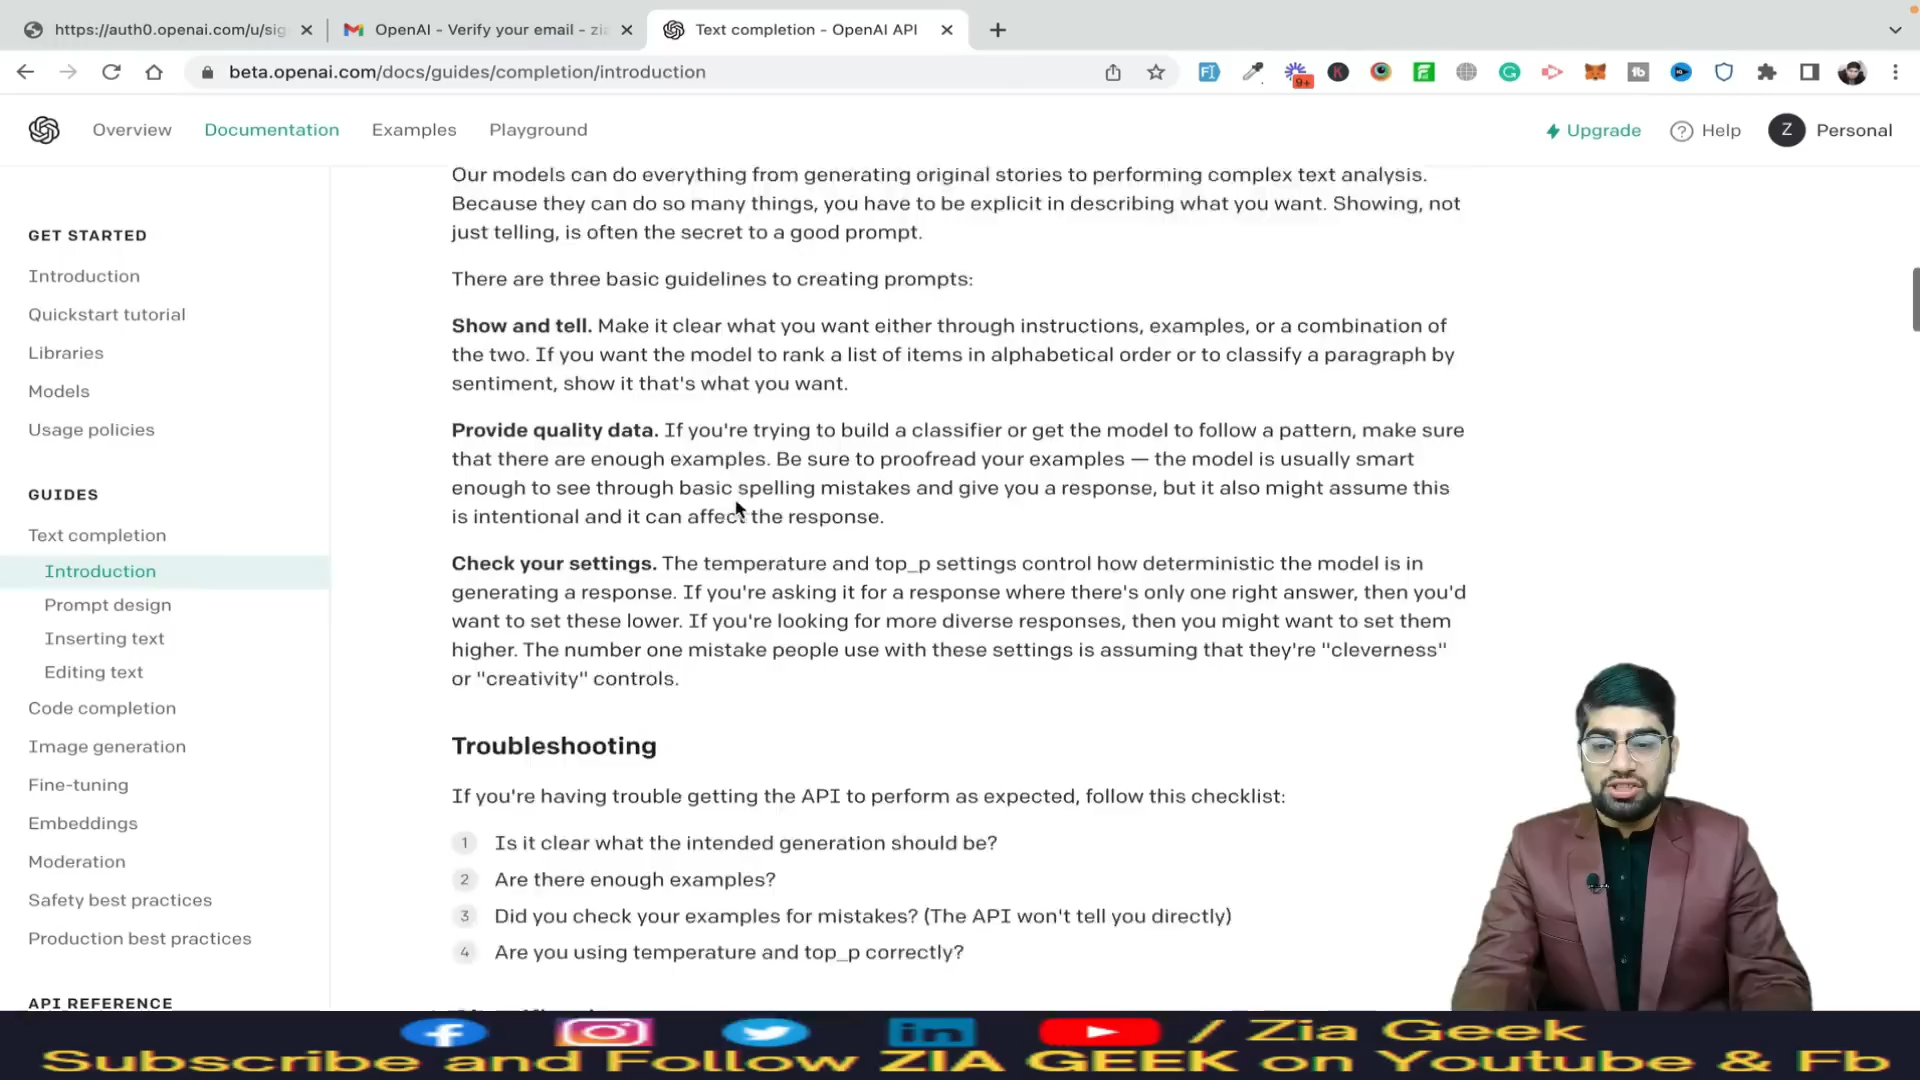 https://auth0.openai.com/u/sig
OpenAI - Verify your email - zia
Text completion - OpenAI API
beta.openai.com/docs/guides/completion/introduction
9+
Overview
Documentation
Examples
Playground
Upgrade
Help
Z
Personal
GET STARTED
Introduction
Quickstart tutorial
Libraries
Models
Usage policies
GUIDES
Text completion
Introduction
Prompt design
Inserting text
Editing text
Code completion
Image generation
Fine-tuning
Embeddings
Moderation
Safety best practices
Production best practices
API REFERENCE
Our models can do everything from generating original stories to performing complex text analysis.
Because they can do so many things, you have to be explicit in describing what you want. Showing, not
just telling, is often the secret to a good prompt.
There are three basic guidelines to creating prompts:
Show and tell. Make it clear what you want either through instructions, examples, or a combination of
the two. If you want the model to rank a list of items in alphabetical order or to classify a paragraph by
sentiment, show it that's what you want.
Provide quality data. If you're trying to build a classifier or get the model to follow a pattern, make sure
that there are enough examples. Be sure to proofread your examples — the model is usually smart
enough to see through basic spelling mistakes and give you a response, but it also might assume this
is intentional and it can affect the response.
Check your settings. The temperature and top_p settings control how deterministic the model is in
generating a response. If you're asking it for a response where there's only one right answer, then you'd
want to set these lower. If you're looking for more diverse responses, then you might want to set them
higher. The number one mistake people use with these settings is assuming that they're "cleverness"
or "creativity" controls.
Troubleshooting
If you're having trouble getting the API to perform as expected, follow this checklist:
1 Is it clear what the intended generation should be?
2 Are there enough examples?
3 Did you check your examples for mistakes? (The API won't tell you directly)
4 Are you using temperature and top_p correctly?
/ Zia Geek
Subscribe and Follow ZIA GEEK on Youtube & Fb